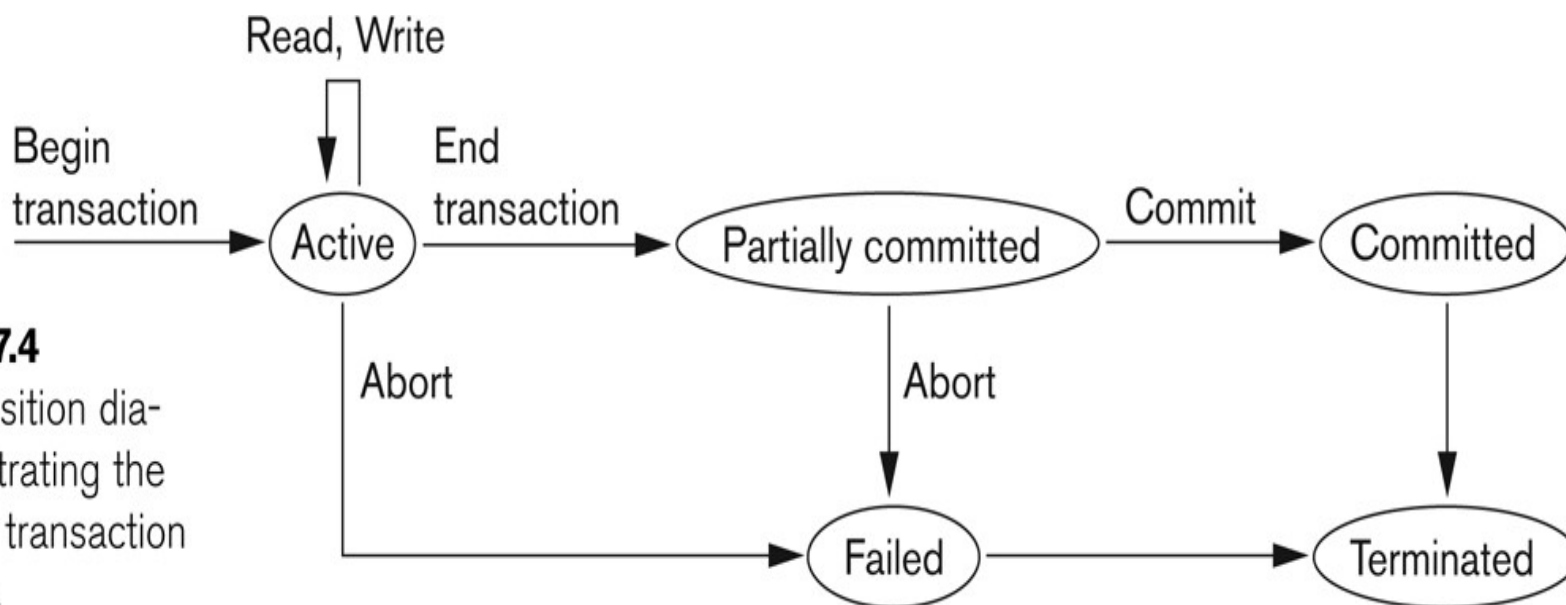 Read, Write
Begin
transaction
End
transaction
Active
Partially committed
Commit
Committed
Abort
Abort
7.4
sition dia-
trating the
transaction
Failed
Terminated